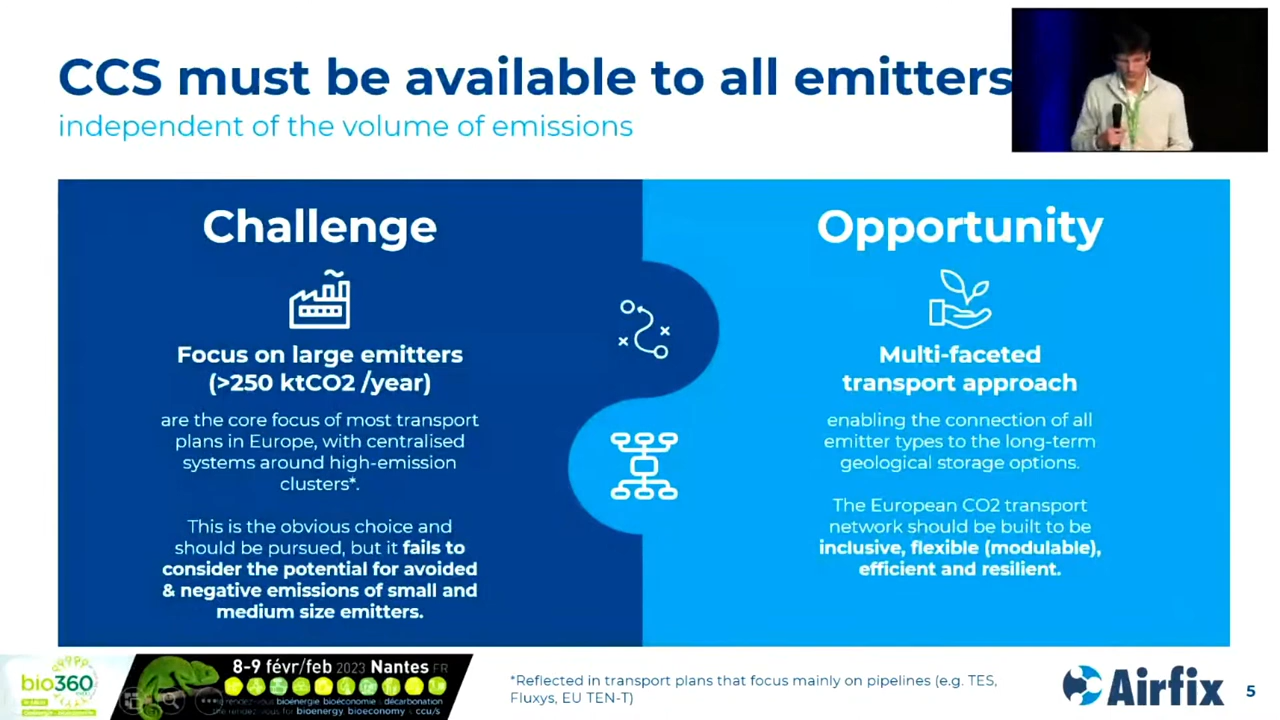 CCS must be available to all emitters
independent of the volume of emissions
Challenge
Focus on large emitters
(>250 ktCO2 /year)
are the core focus of most transport
plans in Europe, with centralised
systems around high-emission
clusters*.
This is the obvious choice and
should be pursued, but it fails to
consider the potential for avoided
& negative emissions of small and
medium size emitters.
Opportunity
Multi-faceted
transport approach
enabling the connection of all
emitter types to the long-term
geological storage options.
The European CO2 transport
network should be built to be
inclusive, flexible (modulable),
efficient and resilient.
bio360
8-9 févr/feb 2023 Nantes FR
bioénergie bioéconomie décarbonation
for bioenergy, bioeconomy & ccu/s
*Reflected in transport plans that focus mainly on pipelines (e.g. TES,
Fluxys, EU TEN-T)
Airfix
5